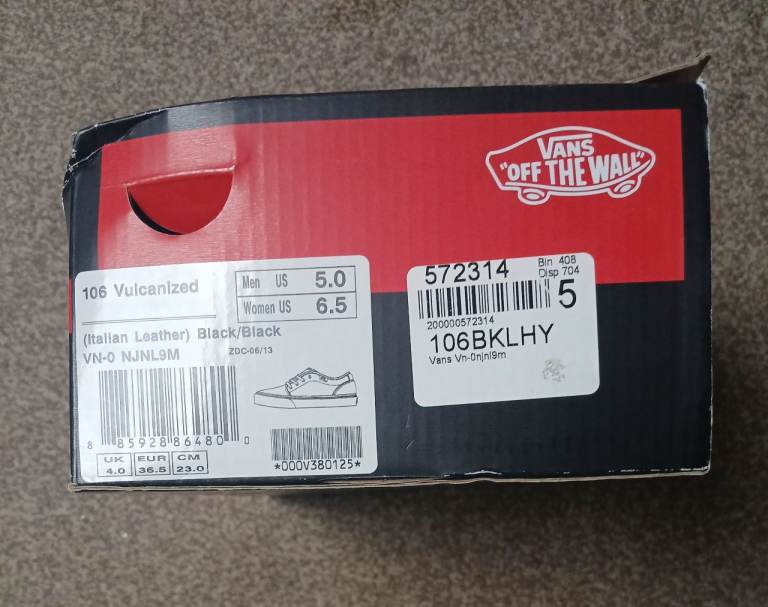 VANS
"OFF THE WALL"
106 Vulcanized
Men US 5.0
Women US 6.5
(Italian Leather) Black/Black
VN-0 NJNL9M ZDC-06/13
8 85928 86480 0
UK EUR CM
4.0 36.5 23.0
*000V380125*
572314 Bin 408
Disp 704
5
200000572314
106BKLHY
Vans Vn-0njnl9m